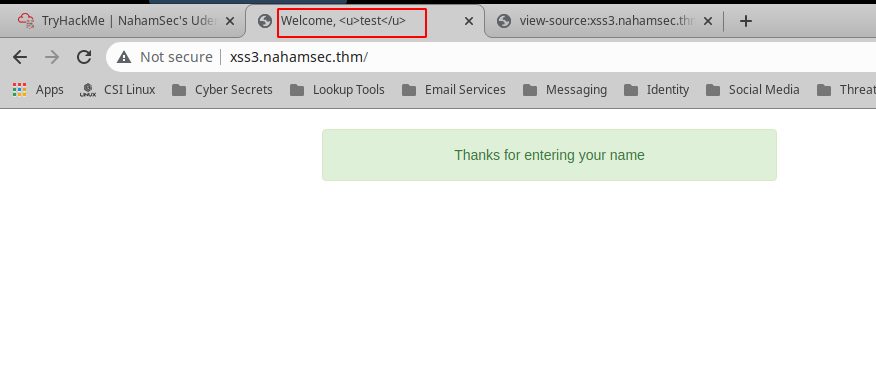 TryHackMe | NahamSec's Ude
Welcome, <u>test</u>
view-source:xss3.nahamsec.th
Not secure
xss3.nahamsec.thm/
Apps
CSI Linux
Cyber Secrets
Lookup Tools
Email Services
Messaging
Identity
Social Media
Threat
Thanks for entering your name